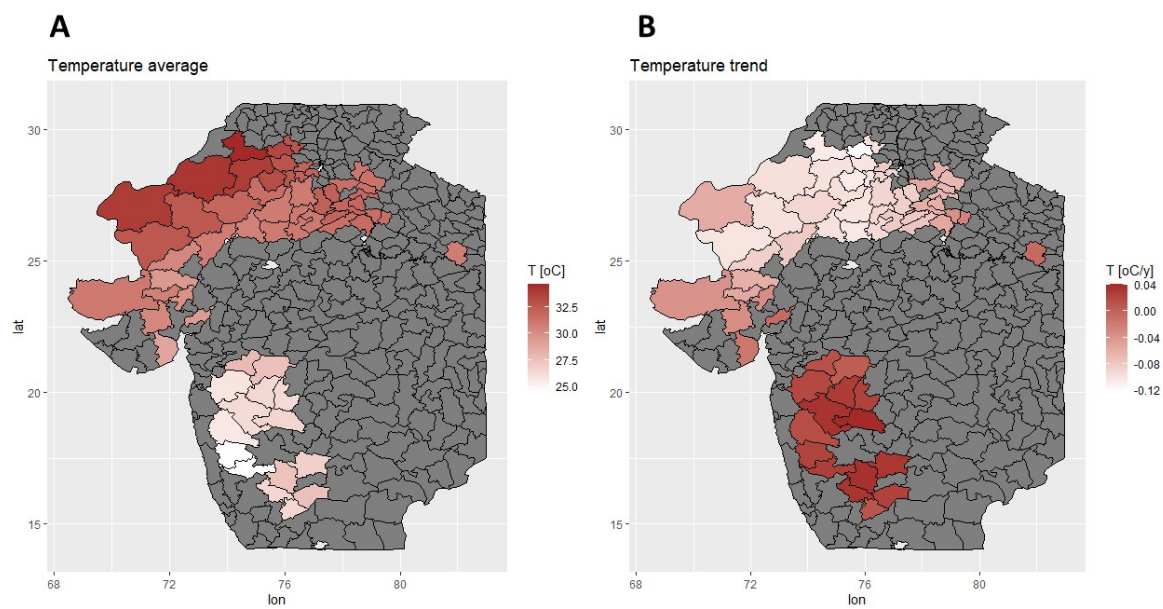 A
Temperature average
30
25
20
15
lat
68
72
76
80
lon
T [oC]
32.5
30.0
27.5
25.0
B
Temperature trend
30
25
20
15
lat
68
72
76
80
lon
T [oC/y]
0.04
0.00
-0.04
-0.08
-0.12